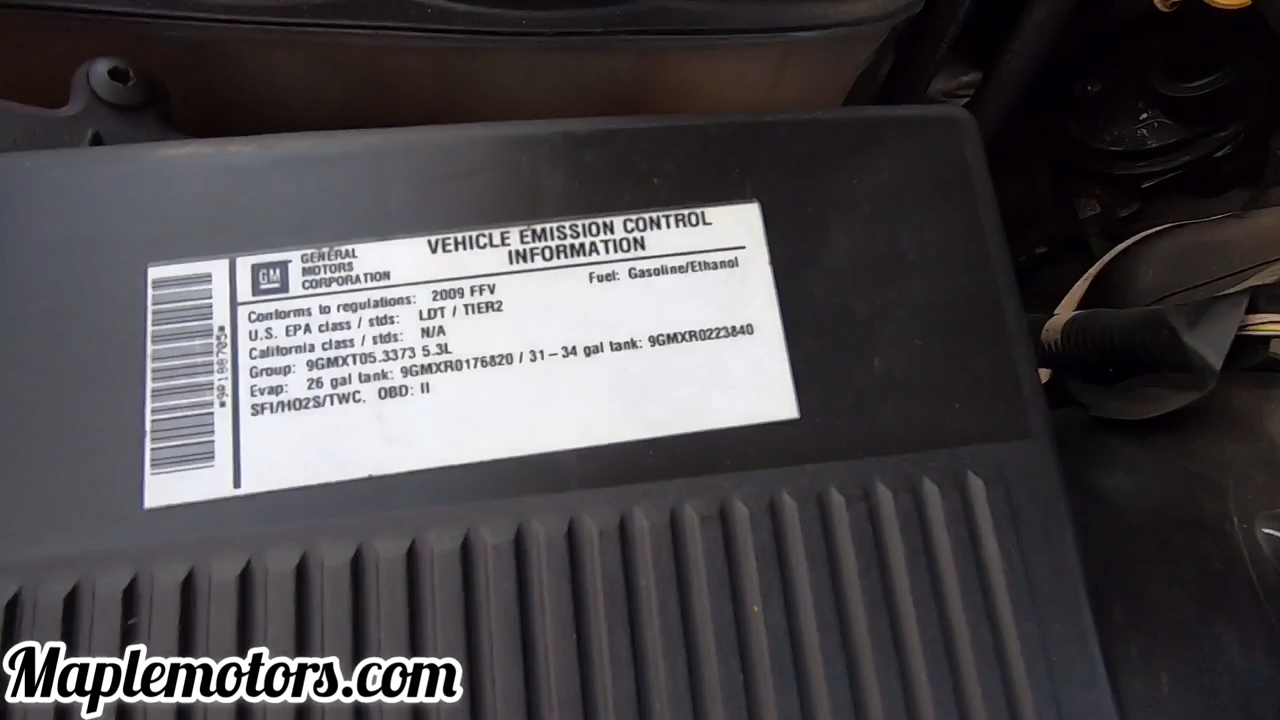 GM
GENERAL
MOTORS
CORPORATION
VEHICLE EMISSION CONTROL
INFORMATION
Conforms to regulations: 2009 FFV
Fuel: Gasoline/Ethanol
U.S. EPA class / stds: LDT / TIER2
California class / stds: N/A
Group: 9GMXT05.3373 5.3L
Evap: 26 gal tank: 9GMXR0176820 / 31-34 gal tank: 9GMXR0223840
SFI/HO2S/TWC, OBD: II
*99188705*
Maplemotors.com